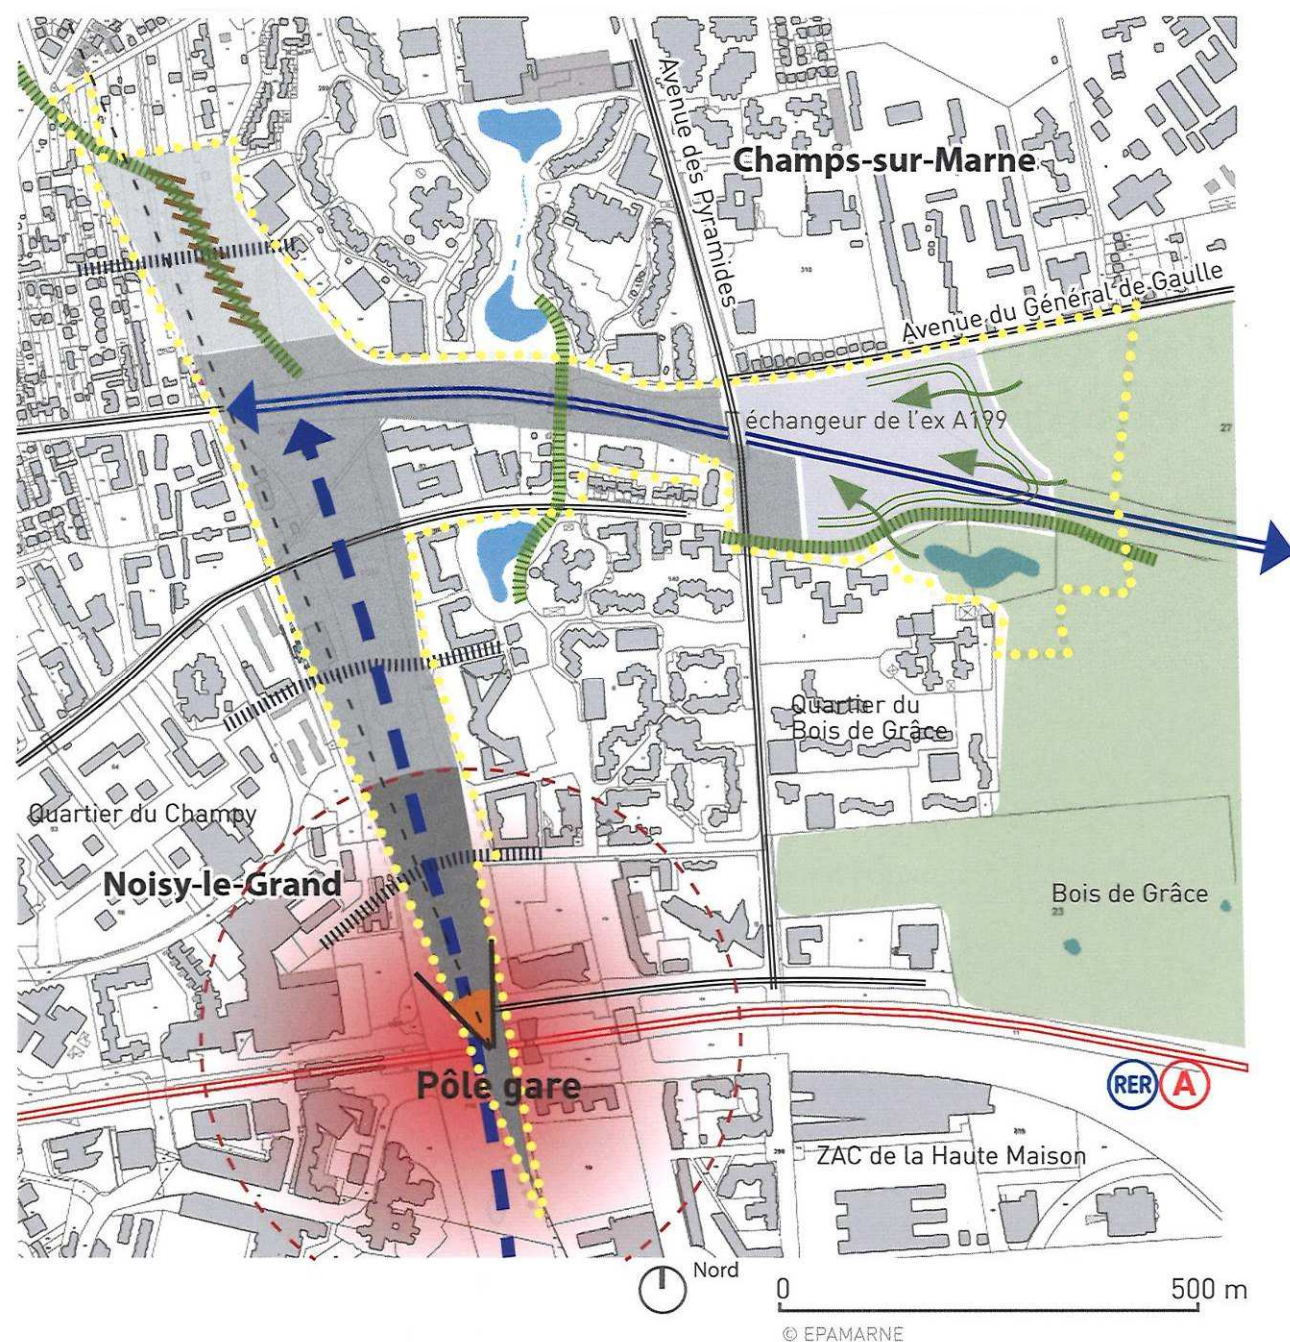 Avenue des Pyramides
Champs-sur-Marne
Avenue du Général de Gaulle
échangeur de l'ex A199
27
Quartier du
Bois de Grâce
Quartier du Champy
Noisy-le-Grand
Bois de Grâce
23
Pôle gare
RER A
ZAC de la Haute Maison
Nord
0 500 m
© EPAMARNE